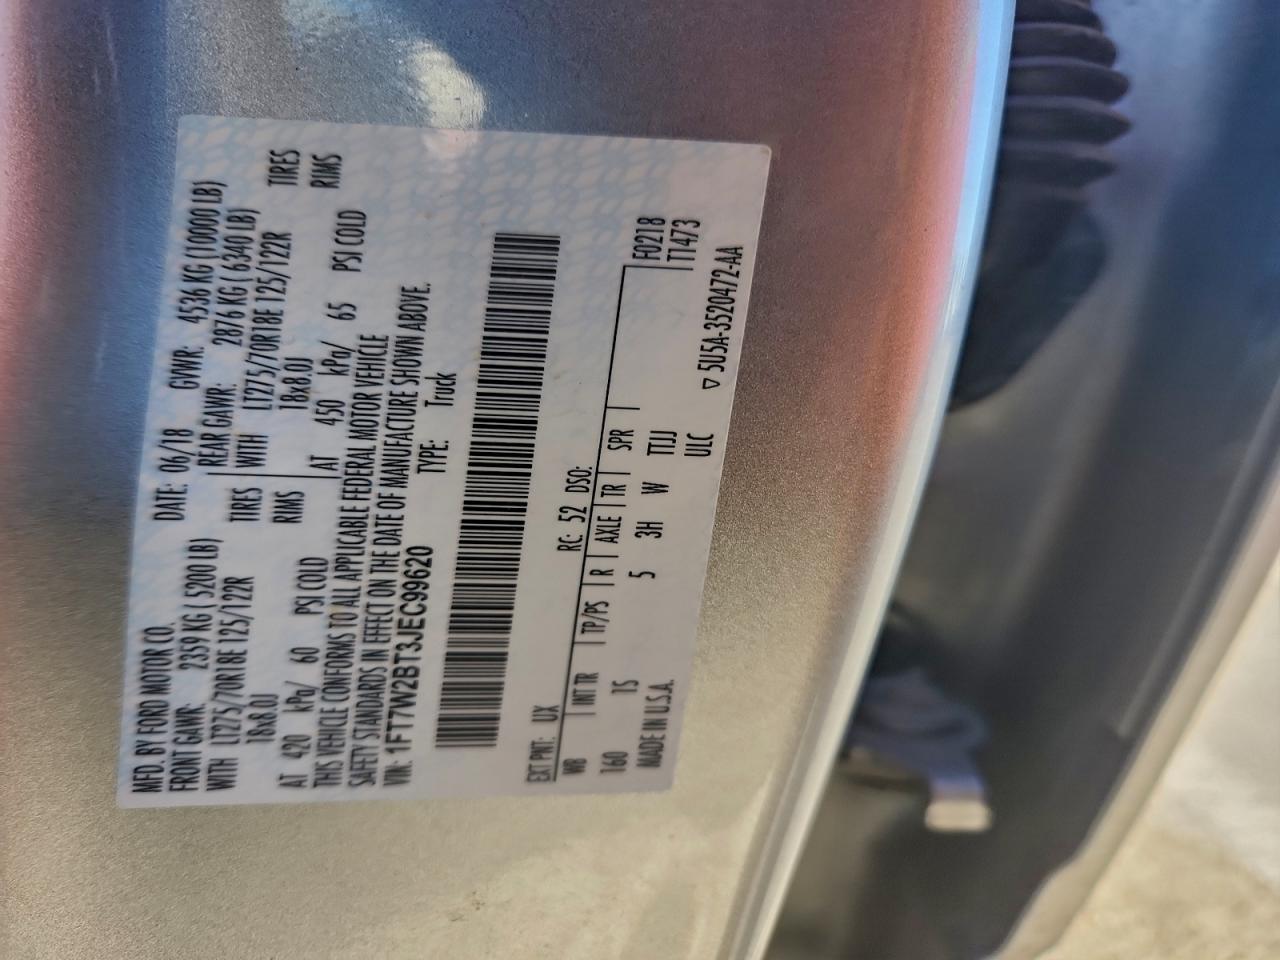 MFD. BY FORD MOTOR CO. DATE: 06/18 GVWR: 4536 KG (10000 LB)
FRONT GAWR: 2359 KG (5200 LB) REAR GAWR: 2876 KG (6340 LB)
WITH LT275/70R18E 125/122R TIRES WITH LT275/70R18E 125/122R TIRES
18x8.0J RIMS 18x8.0J RIMS
AT 420 kPa/ 60 PSI COLD AT 450 kPa/ 65 PSI COLD
THIS VEHICLE CONFORMS TO ALL APPLICABLE FEDERAL MOTOR VEHICLE
SAFETY STANDARDS IN EFFECT ON THE DATE OF MANUFACTURE SHOWN ABOVE.
VIN: 1FT7W2BT3JEC99620 TYPE: Truck
EXT PNT: UX RC: 52 DSO: F0218
WB INT TR TP/PS R AXLE TR SPR TT473
160 TS 5 3H W TTJJ
MADE IN U.S.A. ULC ▽ 5U5A-3520472-AA